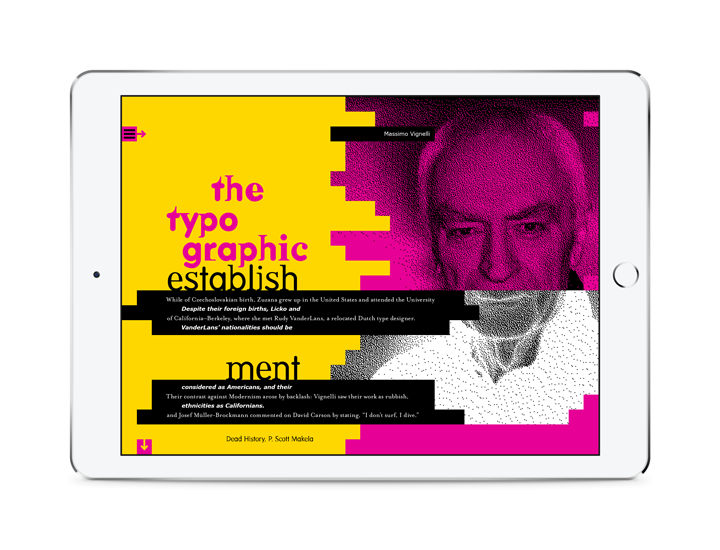 Massimo Vignelli
the
typo
graphic
establish
While of Czechoslovakian birth, Zuzana grew up in the United States and attended the University
Despite their foreign births, Licko and
of California–Berkeley, where she met Rudy VanderLans, a relocated Dutch type designer.
VanderLans' nationalities should be
ment
considered as Americans, and their
Their contrast against Modernism arose by backlash: Vignelli saw their work as rubbish,
ethnicities as Californians.
and Josef Müller-Brockmann commented on David Carson by stating, "I don't surf, I dive."
Dead History, P. Scott Makela